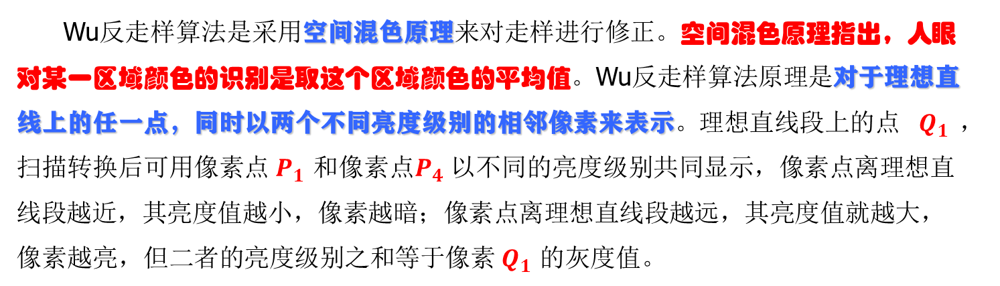 Wu反走样算法是采用空间混色原理来对走样进行修正。空间混色原理指出，人眼
对某一区域颜色的识别是取这个区域颜色的平均值。Wu反走样算法原理是对于理想直
线上的任一点，同时以两个不同亮度级别的相邻像素来表示。理想直线段上的点 Q₁ ，
扫描转换后可用像素点 P₁ 和像素点P₄ 以不同的亮度级别共同显示，像素点离理想直
线段越近，其亮度值越小，像素越暗；像素点离理想直线段越远，其亮度值就越大，
像素越亮，但二者的亮度级别之和等于像素 Q₁ 的灰度值。